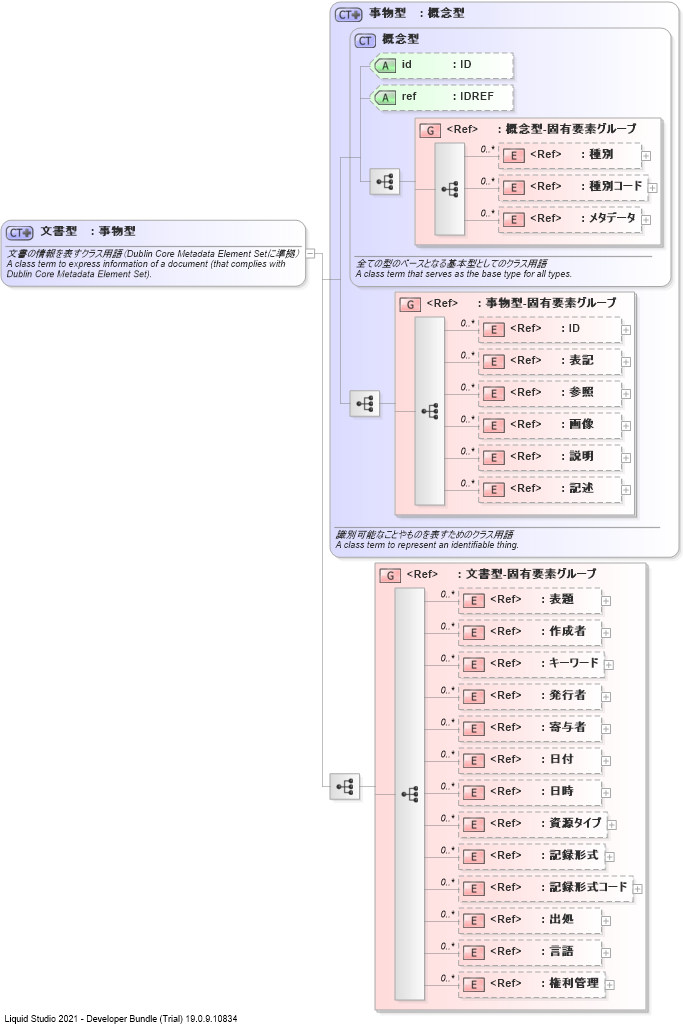 CT 事物型 : 概念型
CT 概念型
A id : ID
A ref : IDREF
G <Ref> : 概念型-固有要素グループ
0..* E <Ref> : 種別
0..* E <Ref> : 種別コード
0..* E <Ref> : メタデータ
全ての型のベースとなる基本型としてのクラス用語
A class term that serves as the base type for all types.
CT 文書型 : 事物型
文書の情報を表すクラス用語（Dublin Core Metadata Element Setに準拠）
A class term to express information of a document (that complies with
Dublin Core Metadata Element Set).
G <Ref> : 事物型-固有要素グループ
0..* E <Ref> : ID
0..* E <Ref> : 表記
0..* E <Ref> : 参照
0..* E <Ref> : 画像
0..* E <Ref> : 説明
0..* E <Ref> : 記述
識別可能なことやものを表すためのクラス用語
A class term to represent an identifiable thing.
G <Ref> : 文書型-固有要素グループ
0..* E <Ref> : 表題
0..* E <Ref> : 作成者
0..* E <Ref> : キーワード
0..* E <Ref> : 発行者
0..* E <Ref> : 寄与者
0..* E <Ref> : 日付
0..* E <Ref> : 日時
0..* E <Ref> : 資源タイプ
0..* E <Ref> : 記録形式
0..* E <Ref> : 記録形式コード
0..* E <Ref> : 出処
0..* E <Ref> : 言語
0..* E <Ref> : 権利管理
Liquid Studio 2021 - Developer Bundle (Trial) 19.0.9.10834